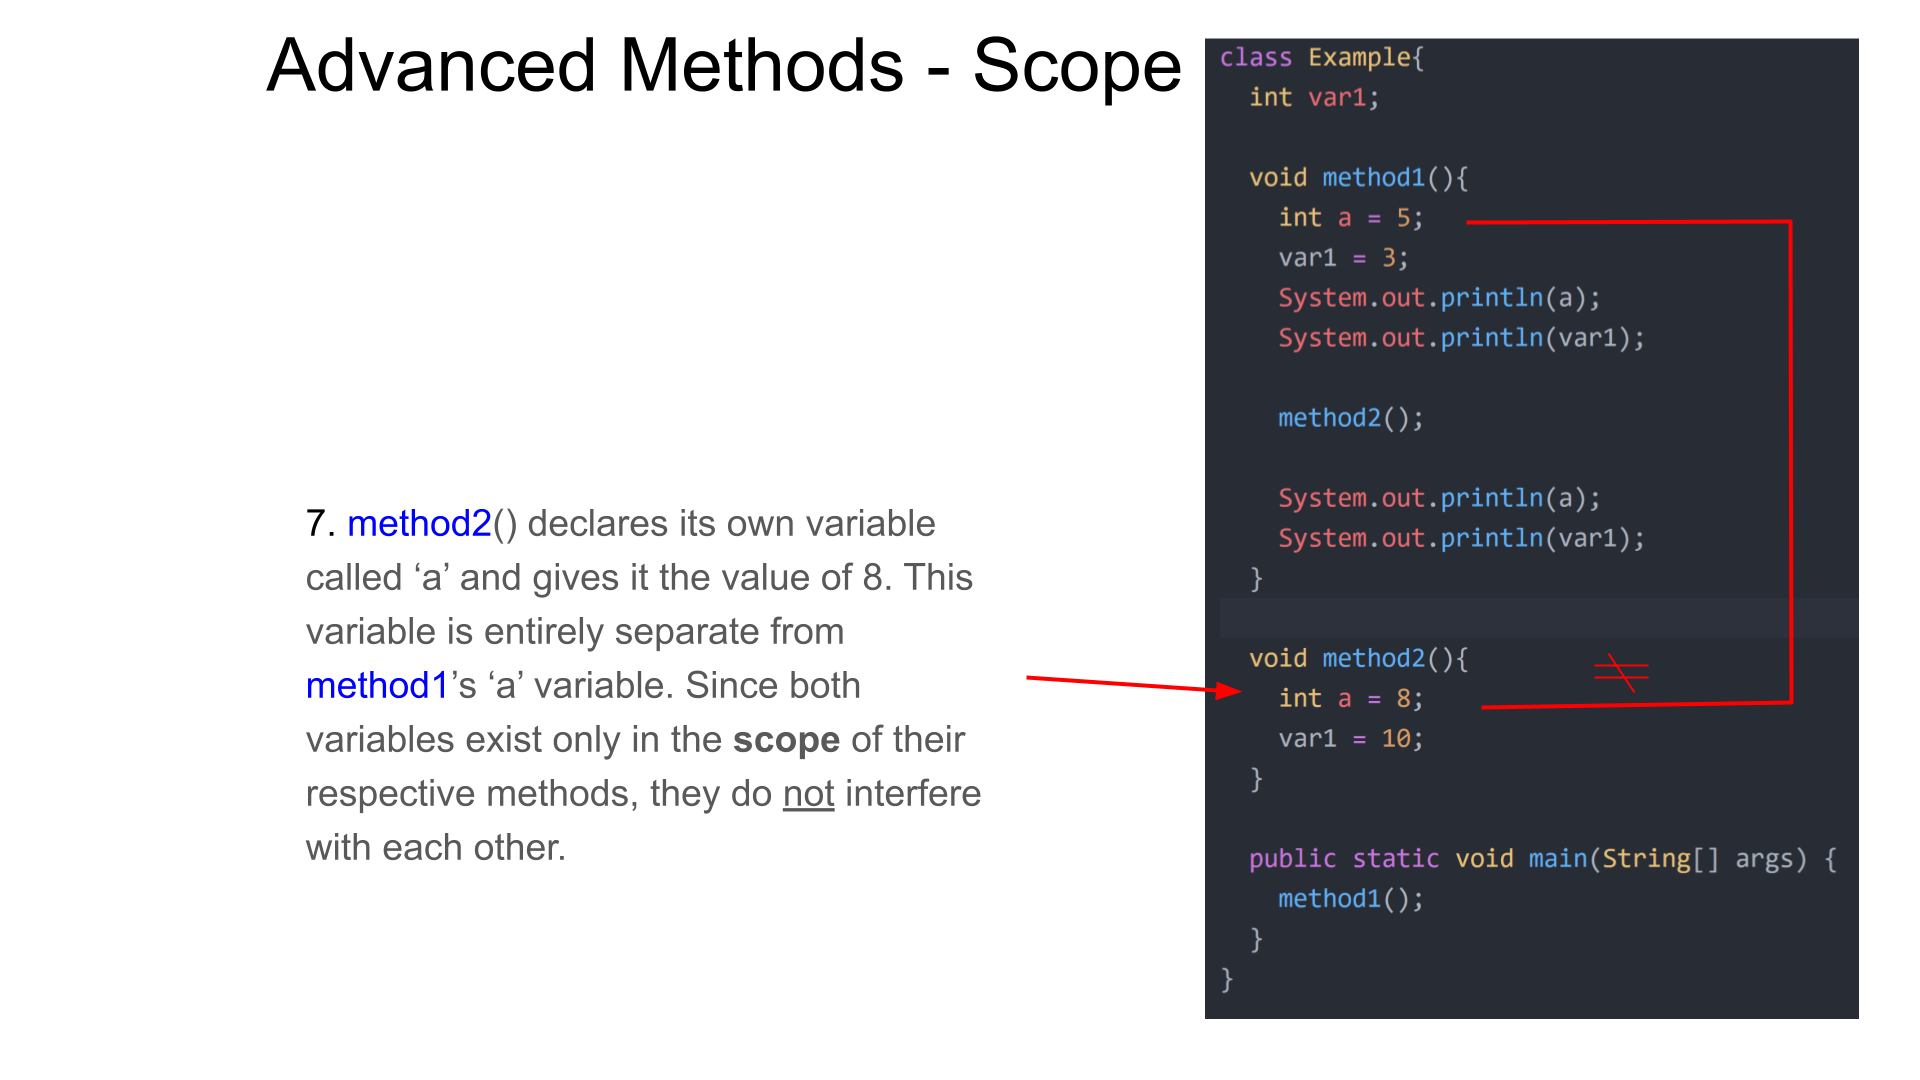 Advanced Methods - Scope
7. method2() declares its own variable
called ‘a’ and gives it the value of 8. This
variable is entirely separate from
method1’s ‘a’ variable. Since both
variables exist only in the scope of their
respective methods, they do not interfere
with each other.
class Example{
int var1;
void method1(){
int a = 5;
var1 = 3;
System.out.println(a);
System.out.println(var1);
method2();
System.out.println(a);
System.out.println(var1);
}
void method2(){
int a = 8;
var1 = 10;
}
public static void main(String[] args) {
method1();
}
}